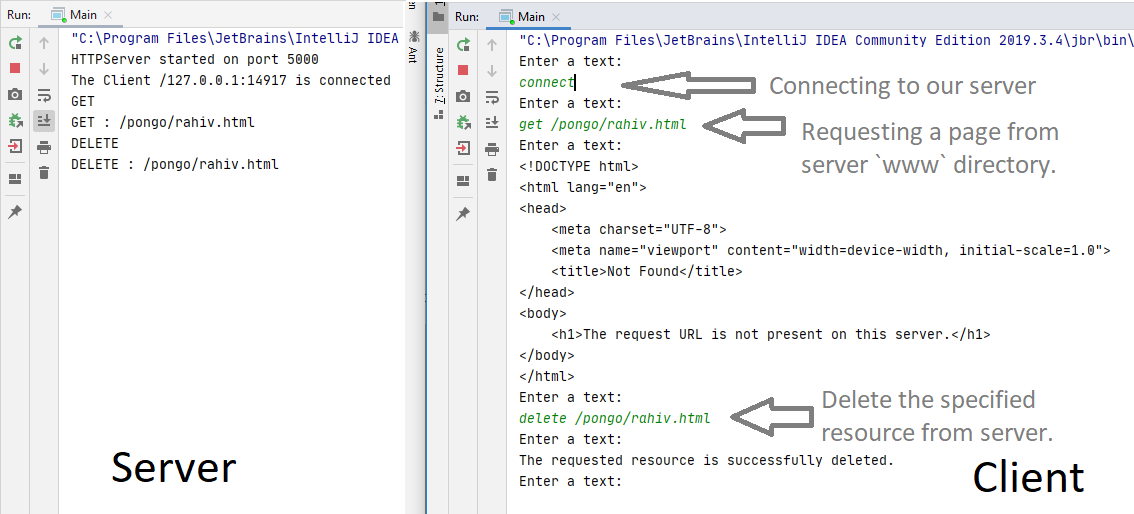 Run: Main
"C:\Program Files\JetBrains\IntelliJ IDEA
HTTPServer started on port 5000
The Client /127.0.0.1:14917 is connected
GET
GET : /pongo/rahiv.html
DELETE
DELETE : /pongo/rahiv.html
Server
Ant
7: Structure
Run: Main
"C:\Program Files\JetBrains\IntelliJ IDEA Community Edition 2019.3.4\jbr\bin\
Enter a text:
connect
Connecting to our server
Enter a text:
get /pongo/rahiv.html
Requesting a page from
server `www` directory.
Enter a text:
<!DOCTYPE html>
<html lang="en">
<head>
    <meta charset="UTF-8">
    <meta name="viewport" content="width=device-width, initial-scale=1.0">
    <title>Not Found</title>
</head>
<body>
    <h1>The request URL is not present on this server.</h1>
</body>
</html>
Enter a text:
delete /pongo/rahiv.html
Delete the specified
resource from server.
Enter a text:
The requested resource is successfully deleted.
Enter a text:
Client